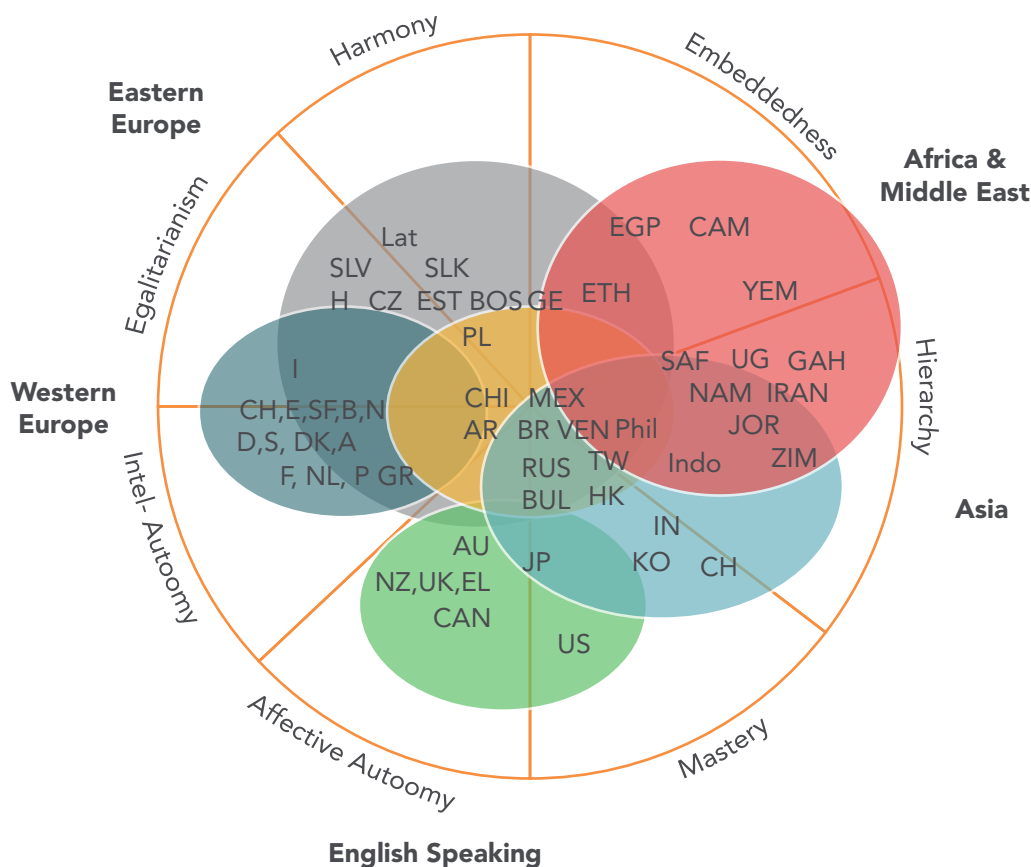 Harmony
Embeddedness
Eastern
Europe
Africa &
Middle East
Egalitarianism
EGP CAM
Lat
SLV SLK
H CZ EST BOS GE
ETH YEM
PL
I
SAF UG GAH
Hierarchy
Western
Europe
CH,E,SF,B,N
CHI MEX
NAM IRAN
D,S, DK,A
AR BR VEN Phil
JOR
F, NL, P GR
RUS TW Indo ZIM
BUL HK
Intel- Autoomy
Asia
IN
AU JP KO CH
NZ,UK,EL
CAN
US
Affective Autoomy
Mastery
English Speaking